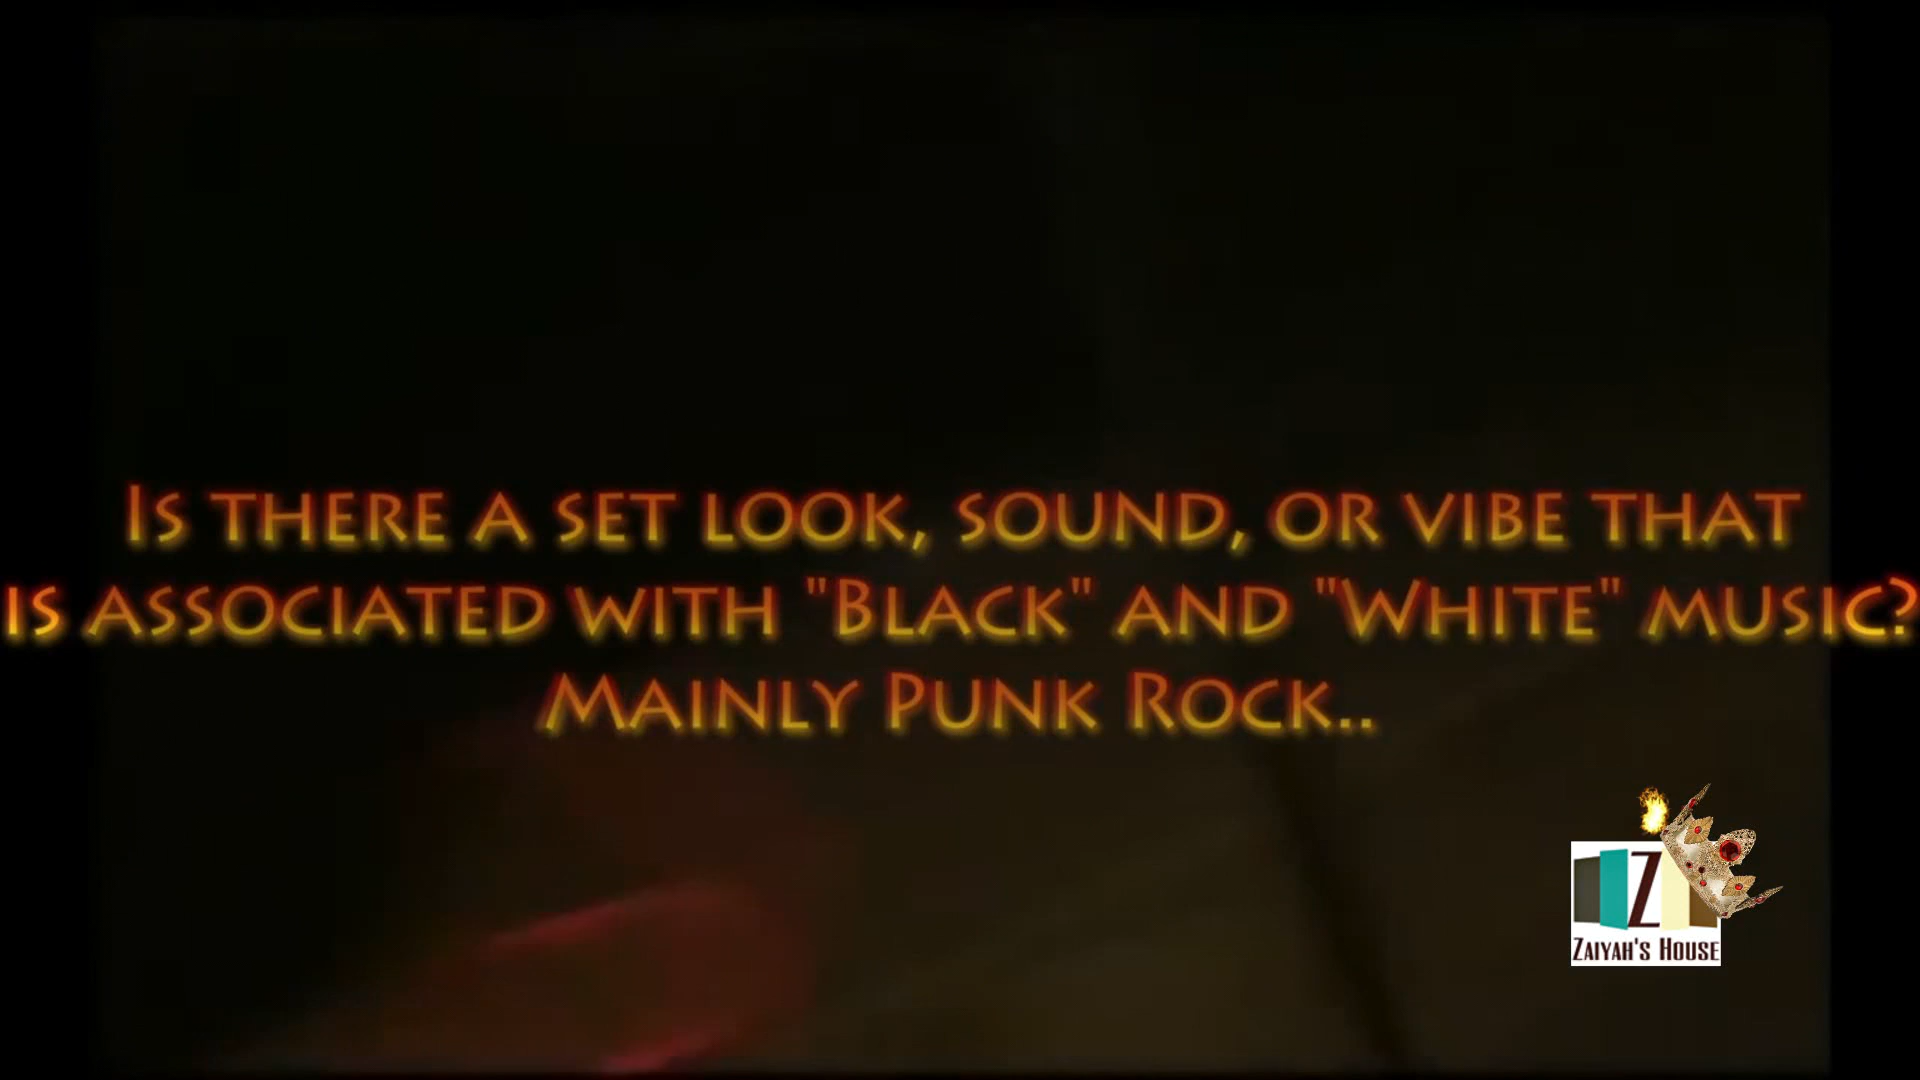 Is there a set look, sound, or vibe that
is associated with "Black" and "White" music?
Mainly Punk Rock..
Z
Zaiyah's House